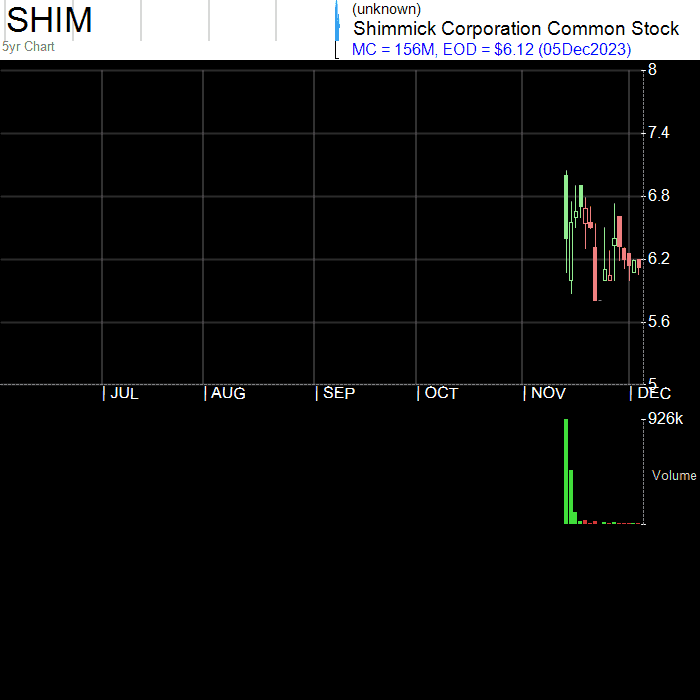 SHIM
5yr Chart
(unknown)
Shimmick Corporation Common Stock
MC = 156M, EOD = $6.12 (05Dec2023)
8
7.4
6.8
6.2
5.6
5
JUL AUG SEP OCT NOV DEC
926k
Volume